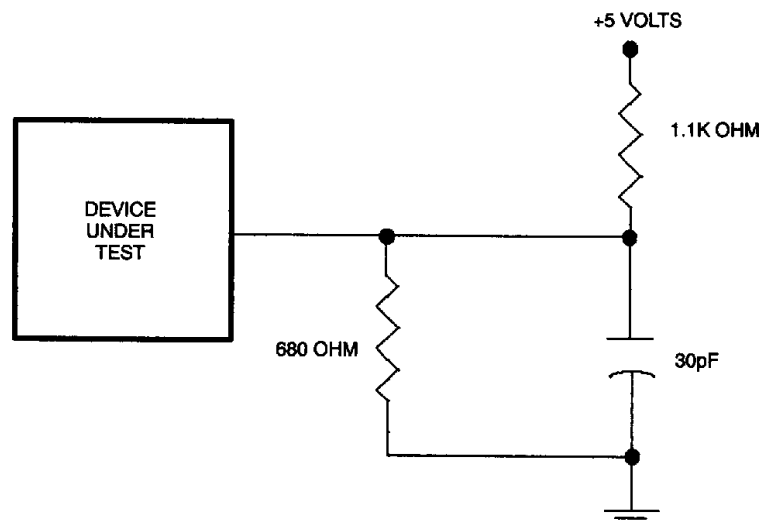 +5 VOLTS
1.1K OHM
DEVICE
UNDER
TEST
680 OHM
30pF